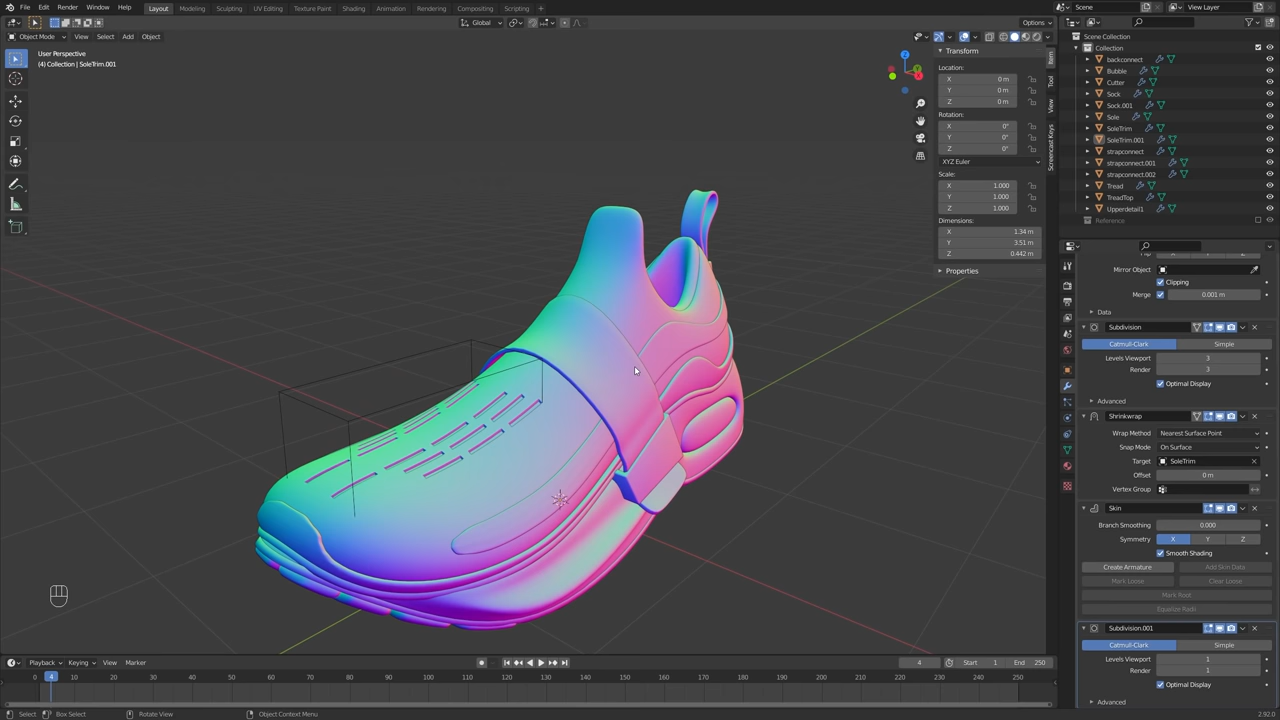 File Edit Render Window Help Layout Modeling Sculpting UV Editing Texture Paint Shading Animation Rendering Compositing Scripting + Scene View Layer
Global Options
Object Mode View Select Add Object
User Perspective
(4) Collection | SoleTrim.001
X
Y
Z
Transform
Location:
X 0 m
Y 0 m
Z 0 m
Rotation:
X 0°
Y 0°
Z 0°
XYZ Euler
Scale:
X 1.000
Y 1.000
Z 1.000
Dimensions:
X 1.34 m
Y 3.51 m
Z 0.442 m
Properties
Item
Tool
View
Screencast Keys
Scene Collection
Collection
backconnect
Bubble
Cutter
Sock
Sock.001
Sole
SoleTrim
SoleTrim.001
strapconnect
strapconnect.001
strapconnect.002
Tread
TreadTop
Upperdetail1
Reference
Mirror Object
Clipping
Merge 0.001 m
Data
Subdivision
Catmull-Clark Simple
Levels Viewport 3
Render 3
Optimal Display
Advanced
Shrinkwrap
Wrap Method Nearest Surface Point
Snap Mode On Surface
Target SoleTrim
Offset 0 m
Vertex Group
Skin
Branch Smoothing 0.000
Symmetry X Y Z
Smooth Shading
Create Armature Add Skin Data
Mark Loose Clear Loose
Mark Root
Equalize Radii
Subdivision.001
Catmull-Clark Simple
Levels Viewport 1
Render 1
Optimal Display
Advanced
Playback Keying View Marker 4 Start 1 End 250
0 4 10 20 30 40 50 60 70 80 90 100 110 120 130 140 150 160 170 180 190 200 210 220 230 240 250
Select Box Select Rotate View Object Context Menu 2.92.0